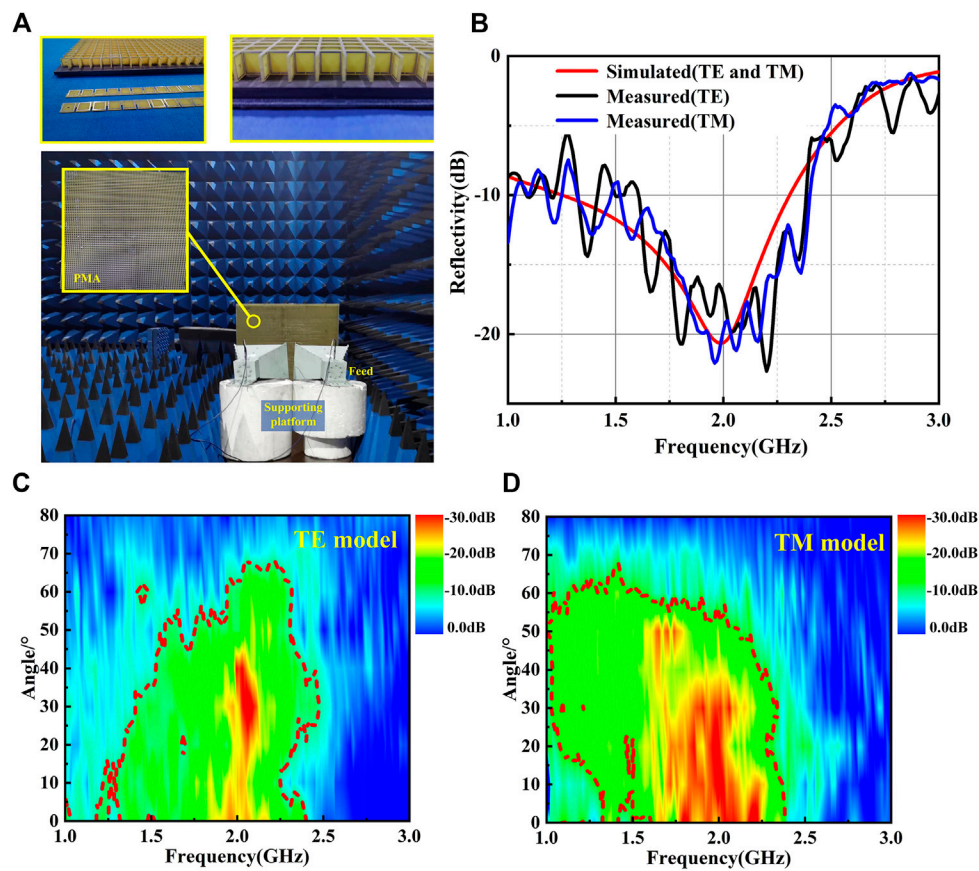 A
PMA
Feed
Supporting
platform
B
0
-10
-20
Reflectivity(dB)
Simulated(TE and TM)
Measured(TE)
Measured(TM)
1.0 1.5 2.0 2.5 3.0
Frequency(GHz)
C
80
70
60
50
40
30
20
10
0
Angle/°
TE model
-30.0dB
-20.0dB
-10.0dB
0.0dB
1.0 1.5 2.0 2.5 3.0
Frequency(GHz)
D
80
70
60
50
40
30
20
10
0
Angle/°
TM model
-30.0dB
-20.0dB
-10.0dB
0.0dB
1.0 1.5 2.0 2.5 3.0
Frequency(GHz)